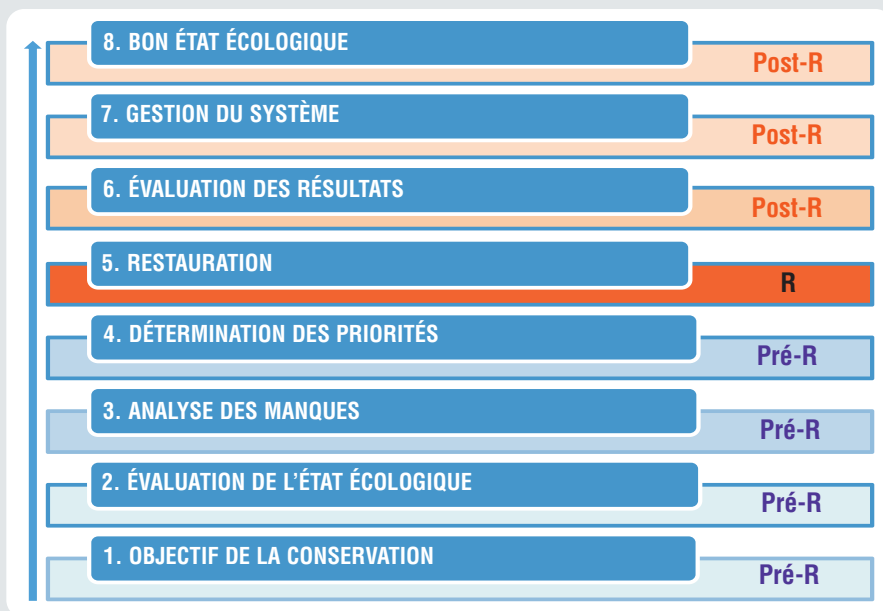 8. BON ÉTAT ÉCOLOGIQUE
Post-R
7. GESTION DU SYSTÈME
Post-R
6. ÉVALUATION DES RÉSULTATS
Post-R
5. RESTAURATION
R
4. DÉTERMINATION DES PRIORITÉS
Pré-R
3. ANALYSE DES MANQUES
Pré-R
2. ÉVALUATION DE L'ÉTAT ÉCOLOGIQUE
Pré-R
1. OBJECTIF DE LA CONSERVATION
Pré-R